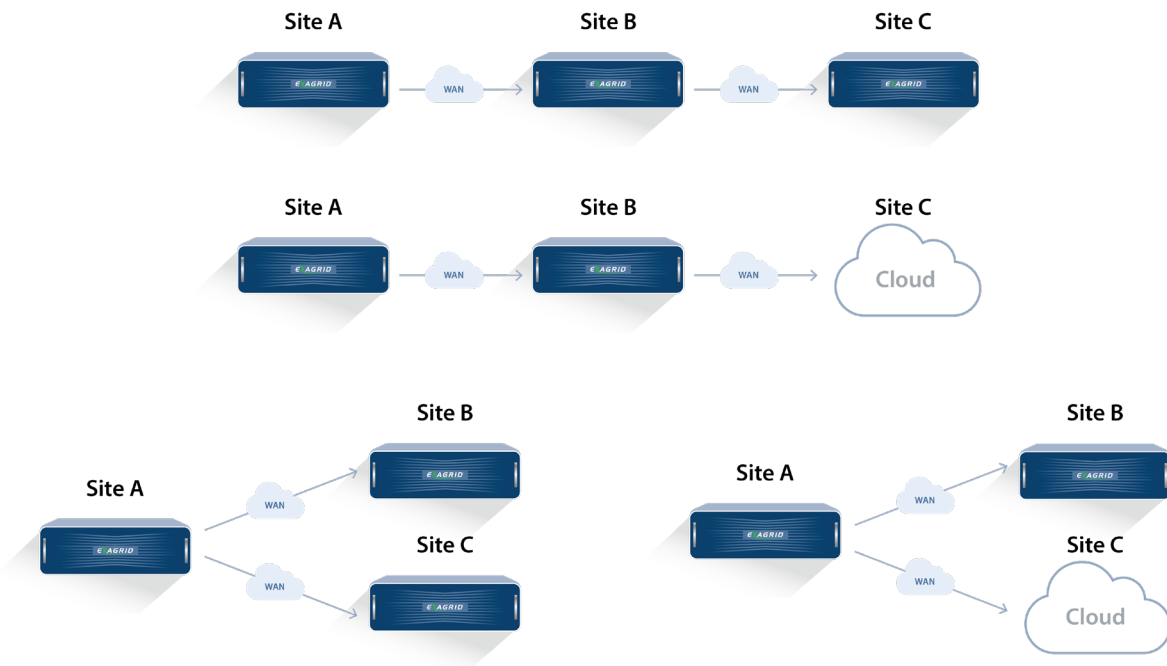 Site A Site B Site C
EXAGRID WAN EXAGRID WAN EXAGRID
Site A Site B Site C
EXAGRID WAN EXAGRID WAN Cloud
Site B
EXAGRID
Site A
WAN
EXAGRID
Site C
WAN
EXAGRID
Site B
Site A
EXAGRID
WAN
EXAGRID
Site C
WAN
Cloud